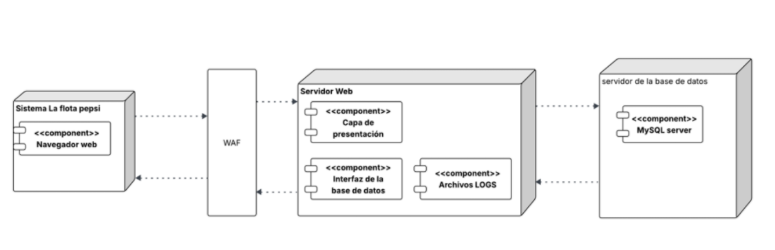 Sistema La flota pepsi
<<component>>
Navegador web
WAF
Servidor Web
<<component>>
Capa de
presentación
<<component>>
Interfaz de la
base de datos
<<component>>
Archivos LOGS
servidor de la base de datos
<<component>>
MySQL server